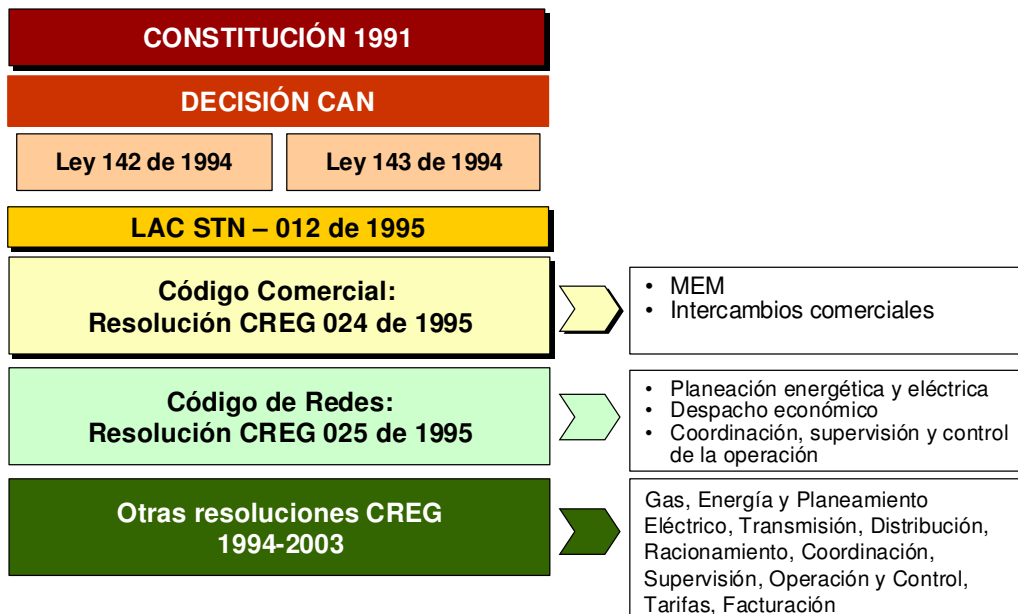 CONSTITUCIÓN 1991
DECISIÓN CAN
Ley 142 de 1994
Ley 143 de 1994
LAC STN – 012 de 1995
Código Comercial:
Resolución CREG 024 de 1995
• MEM
• Intercambios comerciales
Código de Redes:
Resolución CREG 025 de 1995
• Planeación energética y eléctrica
• Despacho económico
• Coordinación, supervisión y control
de la operación
Otras resoluciones CREG
1994-2003
Gas, Energía y Planeamiento
Eléctrico, Transmisión, Distribución,
Racionamiento, Coordinación,
Supervisión, Operación y Control,
Tarifas, Facturación